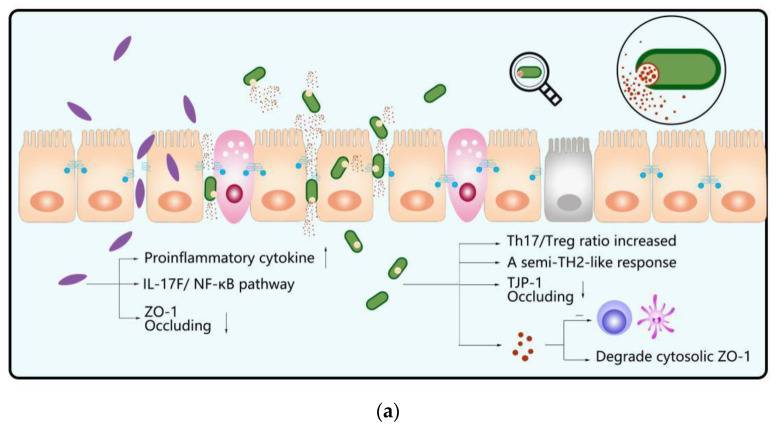 Proinflammatory cytokine
IL-17F/ NF-κB pathway
ZO-1
Occluding
Th17/Treg ratio increased
A semi-TH2-like response
TJP-1
Occluding
−
Degrade cytosolic ZO-1
(a)